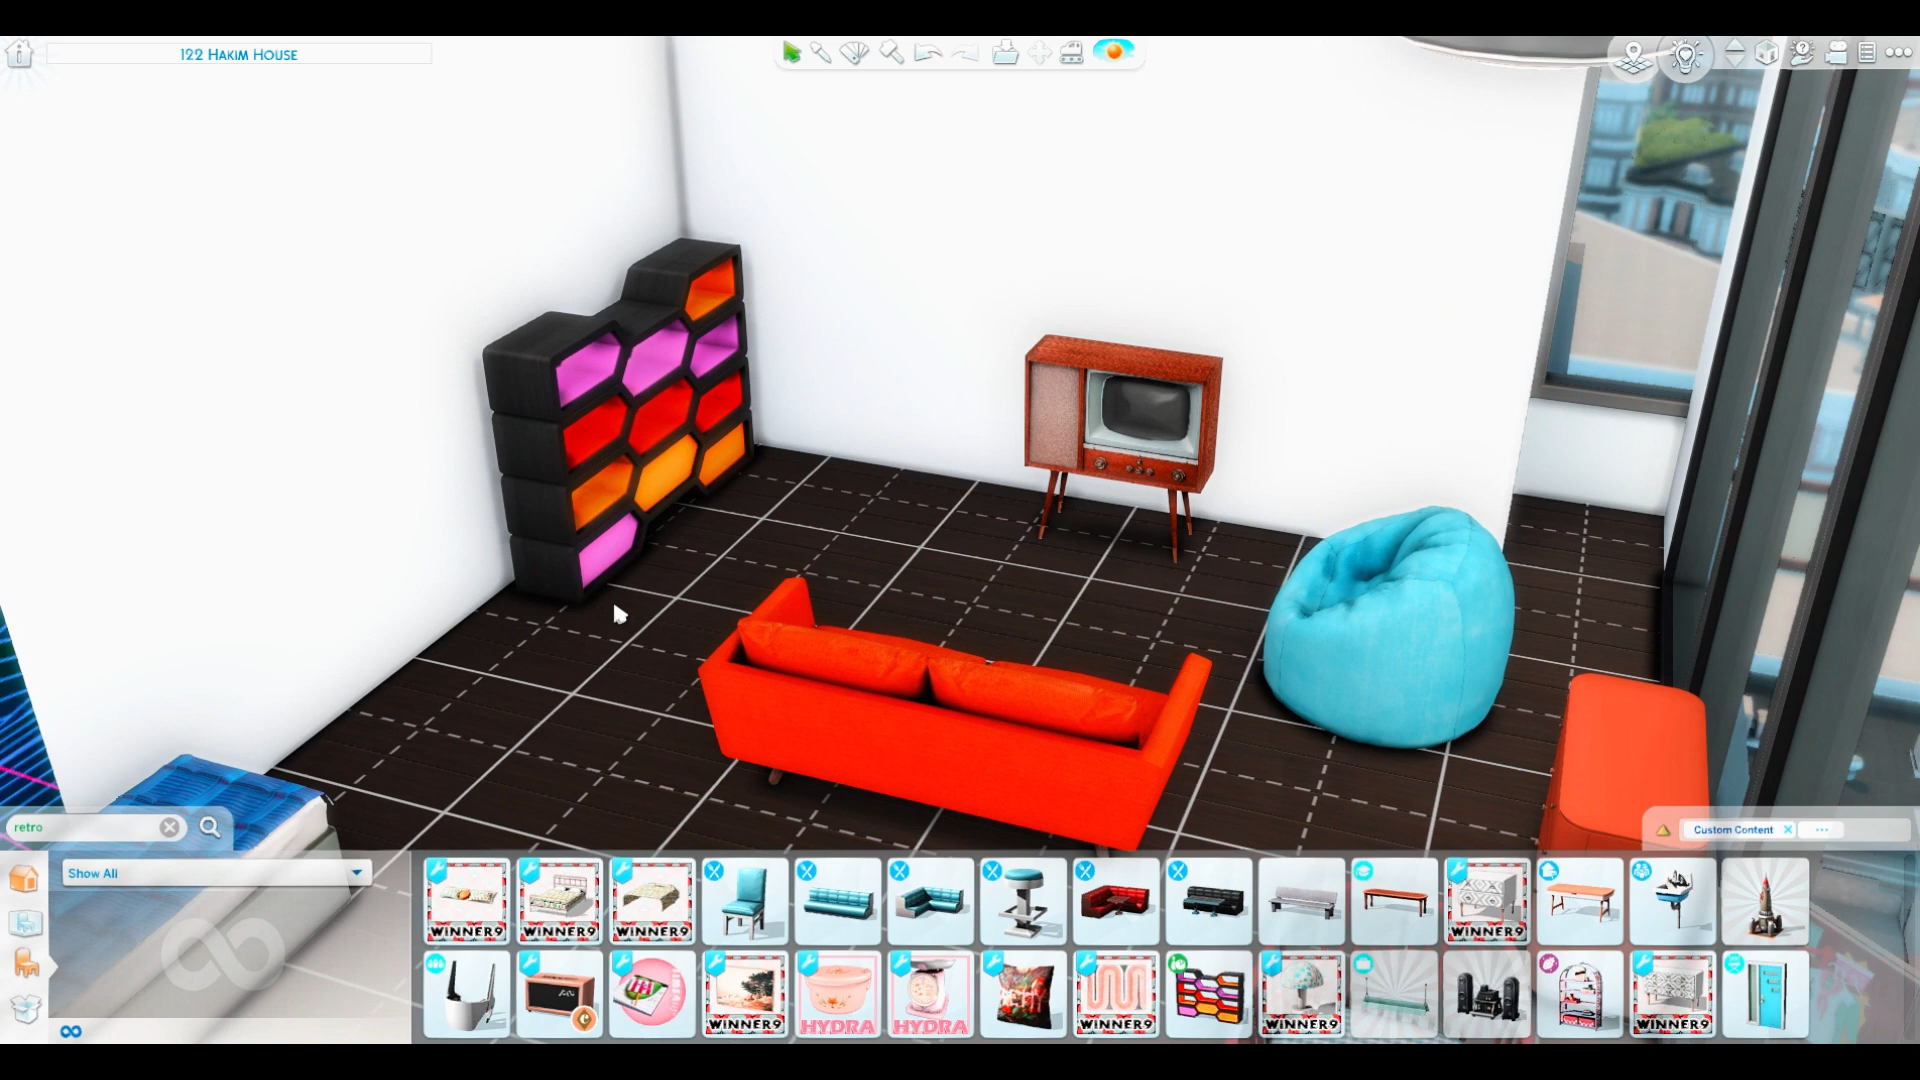 122 HAKIM HOUSE
retro
Custom Content
Show All
WINNER9 WINNER9 WINNER9 WINNER9
WINNER9 HYDRA HYDRA WINNER9 WINNER9 WINNER9